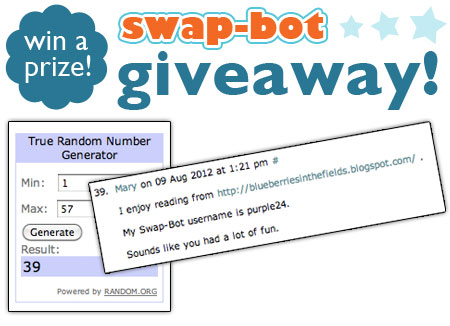 win a
prize!
swap-bot
giveaway!
True Random Number
Generator
Min: 1
Max: 57
Generate
Result:
39
Powered by RANDOM.ORG
39. Mary on 09 Aug 2012 at 1:21 pm #
I enjoy reading from http://blueberriesinthefields.blogspot.com/ .
My Swap-Bot username is purple24.
Sounds like you had a lot of fun.